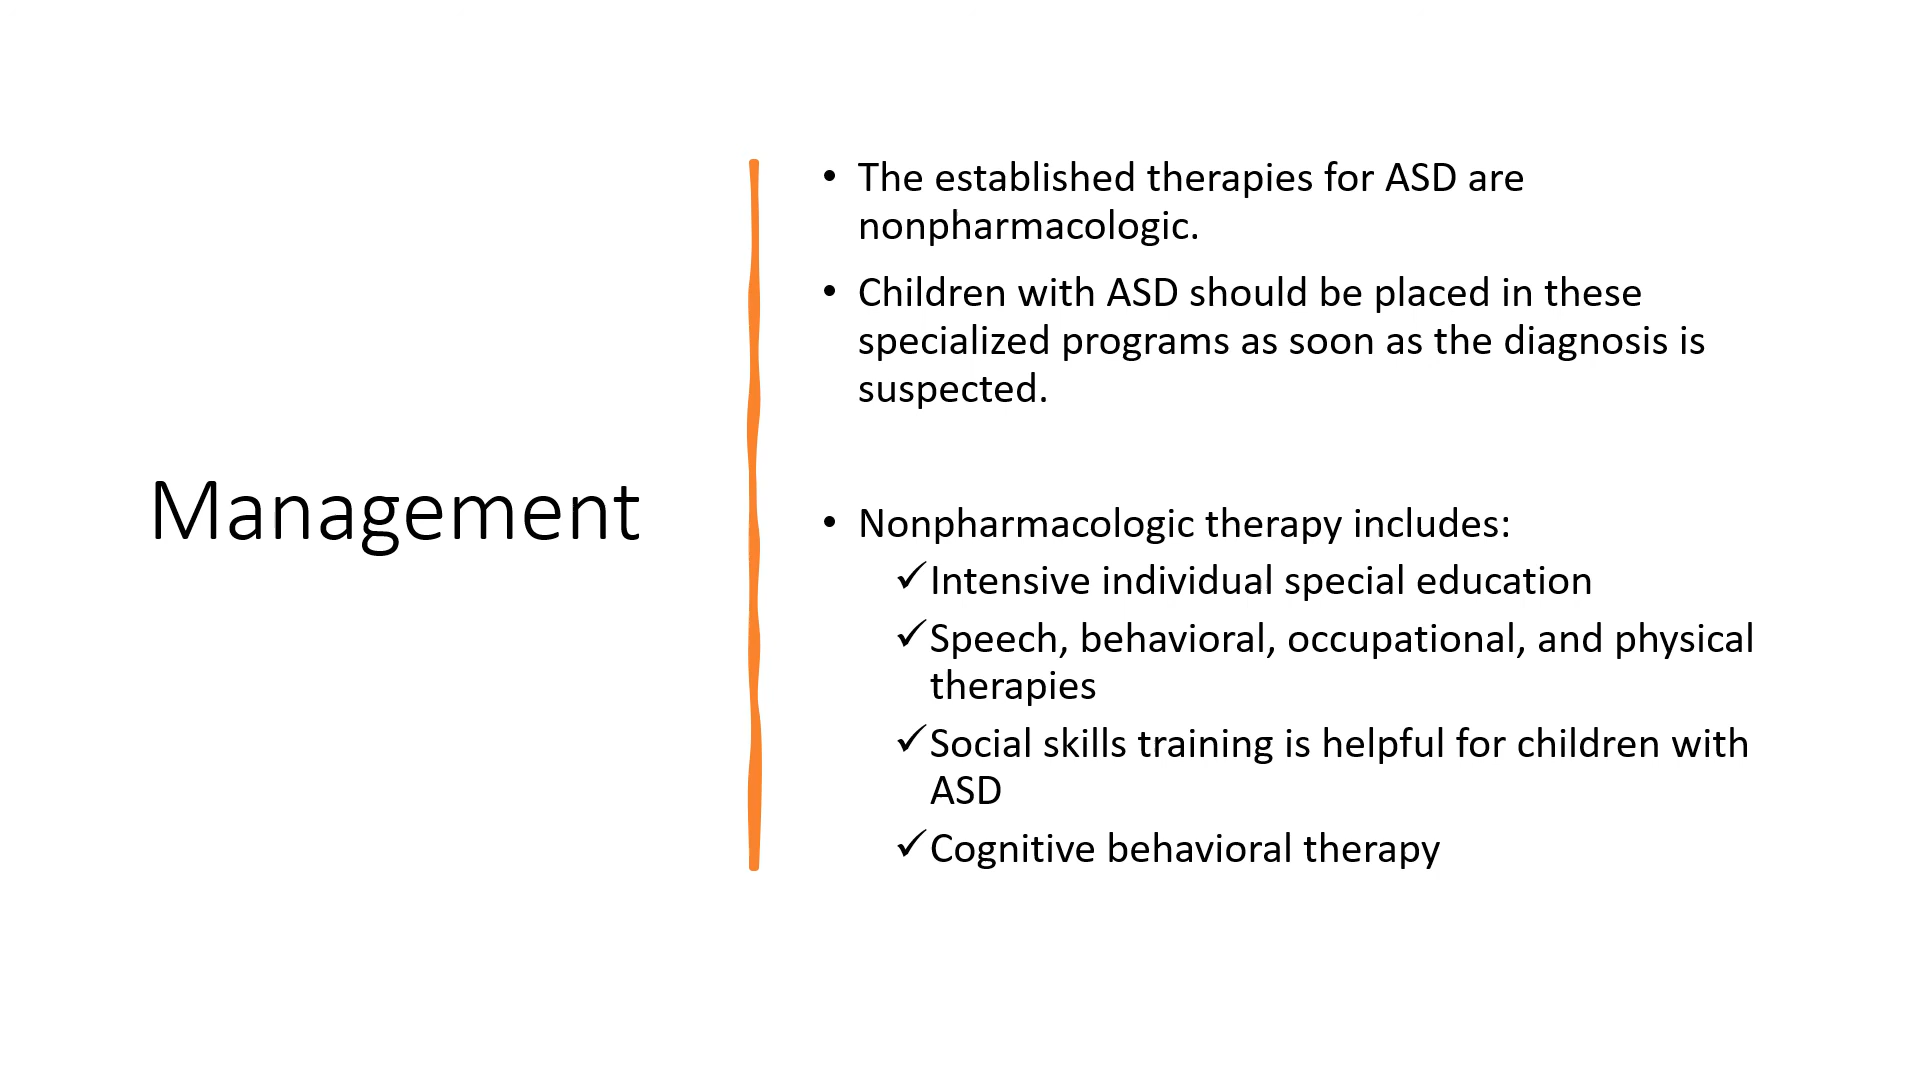 Management
• The established therapies for ASD are
nonpharmacologic.
• Children with ASD should be placed in these
specialized programs as soon as the diagnosis is
suspected.
• Nonpharmacologic therapy includes:
✓Intensive individual special education
✓Speech, behavioral, occupational, and physical
therapies
✓Social skills training is helpful for children with
ASD
✓Cognitive behavioral therapy